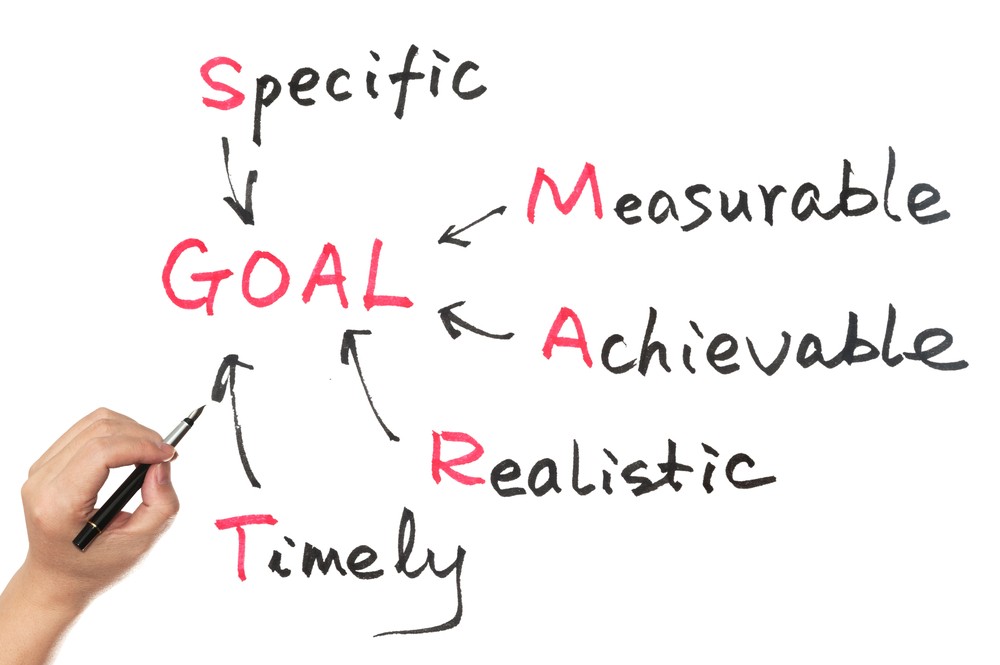 Specific
Measurable
GOAL
Achievable
Realistic
Timely